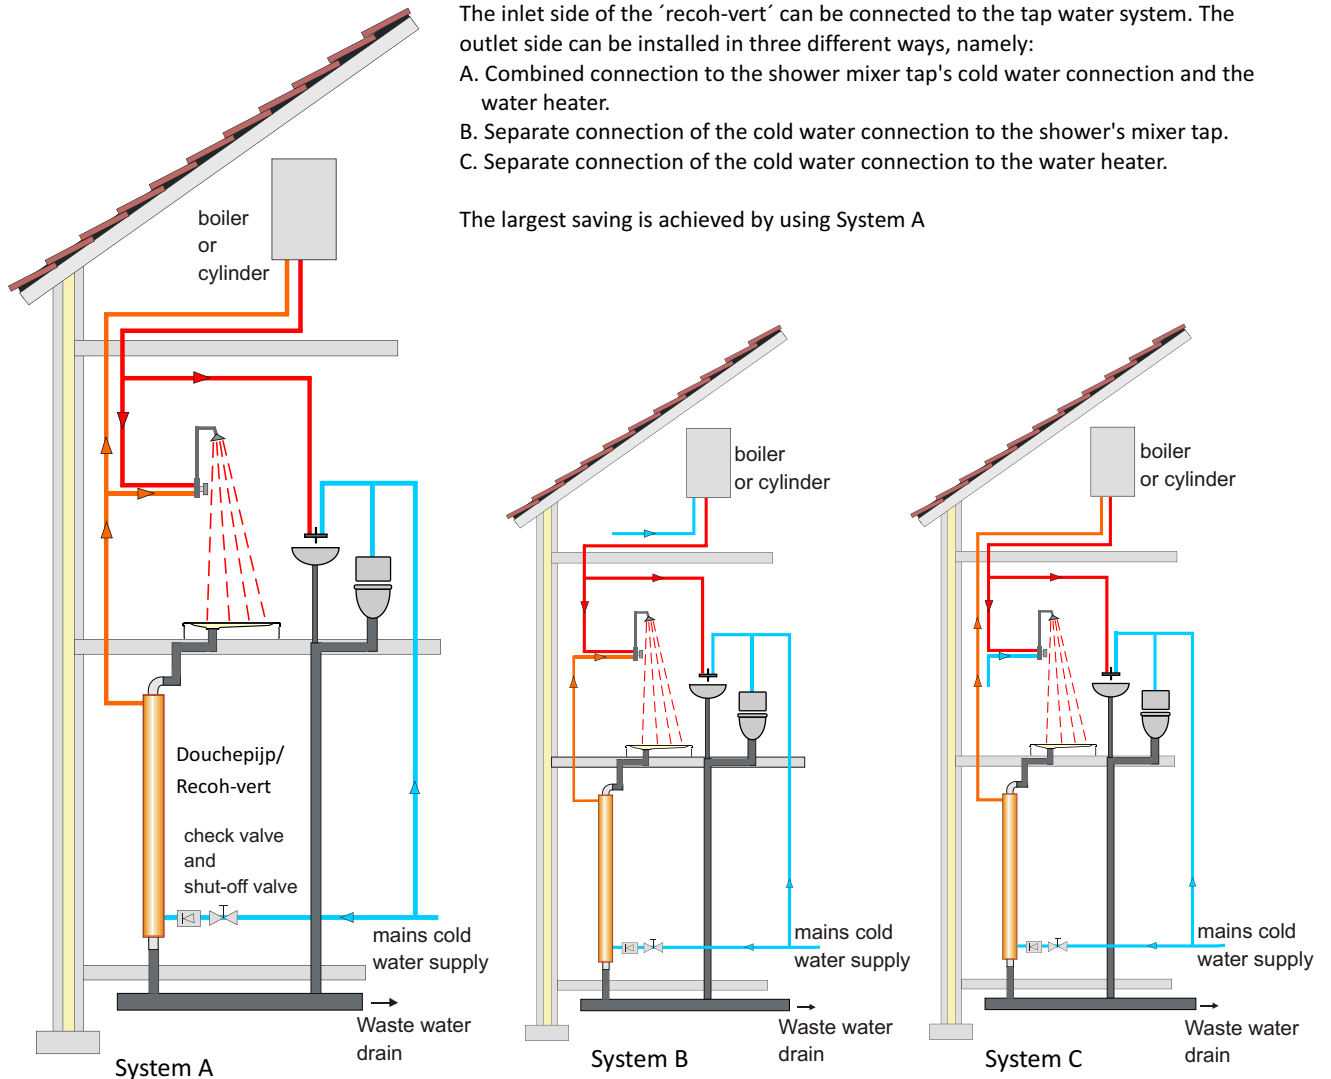 The inlet side of the ´recoh-vert´ can be connected to the tap water system. The
outlet side can be installed in three different ways, namely:
A. Combined connection to the shower mixer tap's cold water connection and the
water heater.
B. Separate connection of the cold water connection to the shower's mixer tap.
C. Separate connection of the cold water connection to the water heater.
The largest saving is achieved by using System A
boiler
or
cylinder
Douchepijp/
Recoh-vert
check valve
and
shut-off valve
mains cold
water supply
Waste water
drain
System A
boiler
or cylinder
mains cold
water supply
Waste water
drain
System B
boiler
or cylinder
mains cold
water supply
Waste water
drain
System C